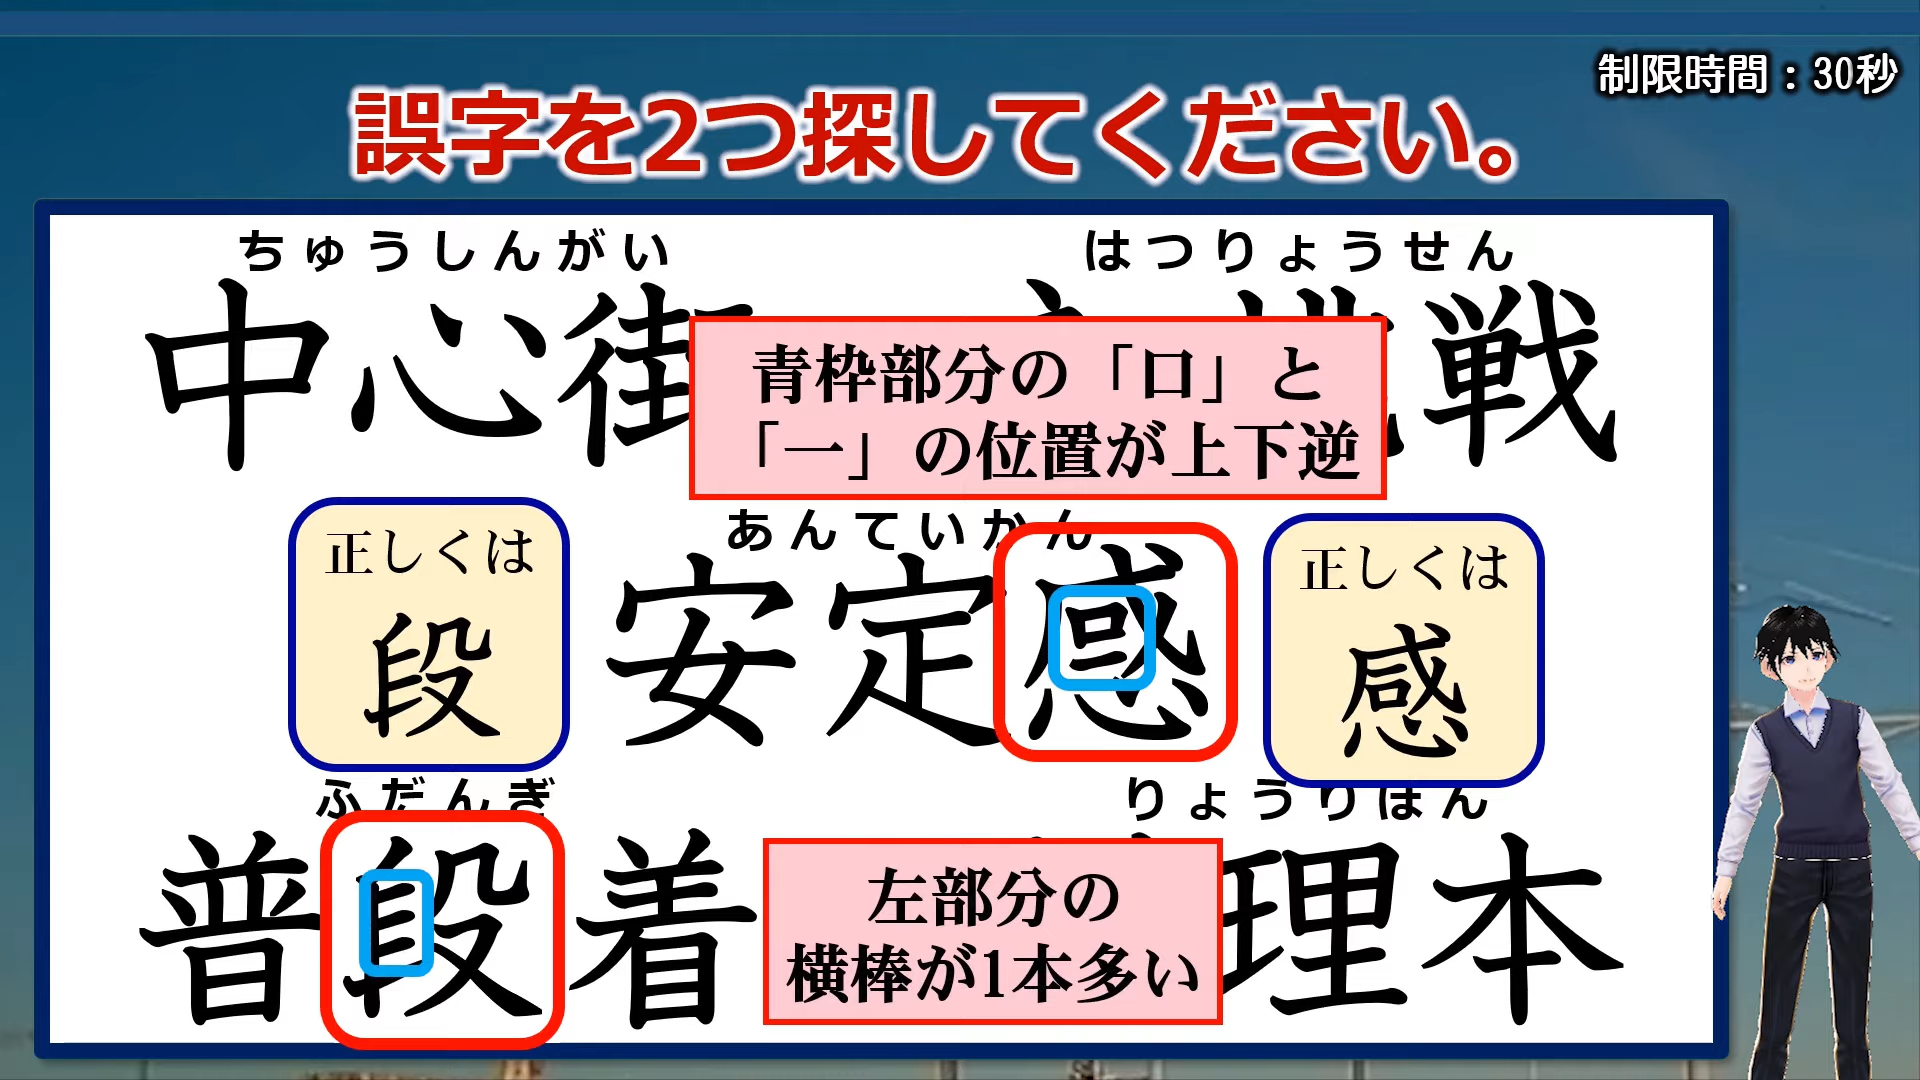 制限時間：30秒
誤字を2つ探してください。
ちゅうしんがい
はつりょうせん
中心街
戦
青枠部分の「口」と
「一」の位置が上下逆
正しくは
段
あんていかん
安定感
正しくは
感
ふだんぎ
りょうりほん
普段着
理本
左部分の
横棒が1本多い